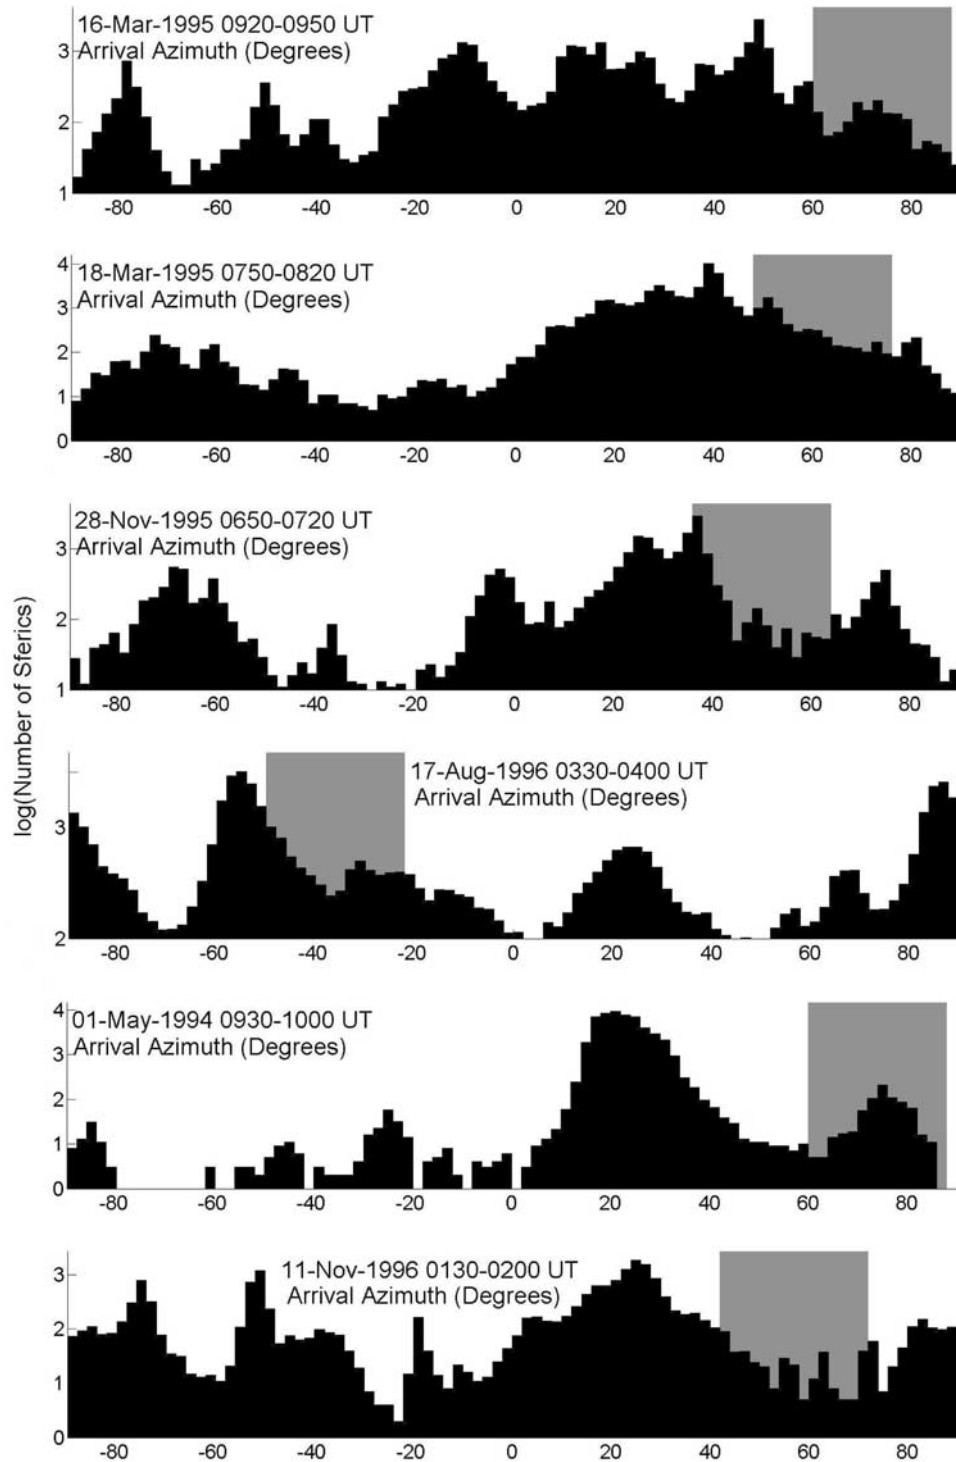 16-Mar-1995 0920-0950 UT
Arrival Azimuth (Degrees)
3
2
1
-80 -60 -40 -20 0 20 40 60 80
4
18-Mar-1995 0750-0820 UT
Arrival Azimuth (Degrees)
3
2
1
0
-80 -60 -40 -20 0 20 40 60 80
28-Nov-1995 0650-0720 UT
Arrival Azimuth (Degrees)
3
2
1
-80 -60 -40 -20 0 20 40 60 80
log(Number of Sferics)
17-Aug-1996 0330-0400 UT
Arrival Azimuth (Degrees)
3
2
-80 -60 -40 -20 0 20 40 60 80
4
01-May-1994 0930-1000 UT
Arrival Azimuth (Degrees)
3
2
1
0
-80 -60 -40 -20 0 20 40 60 80
11-Nov-1996 0130-0200 UT
Arrival Azimuth (Degrees)
3
2
1
0
-80 -60 -40 -20 0 20 40 60 80